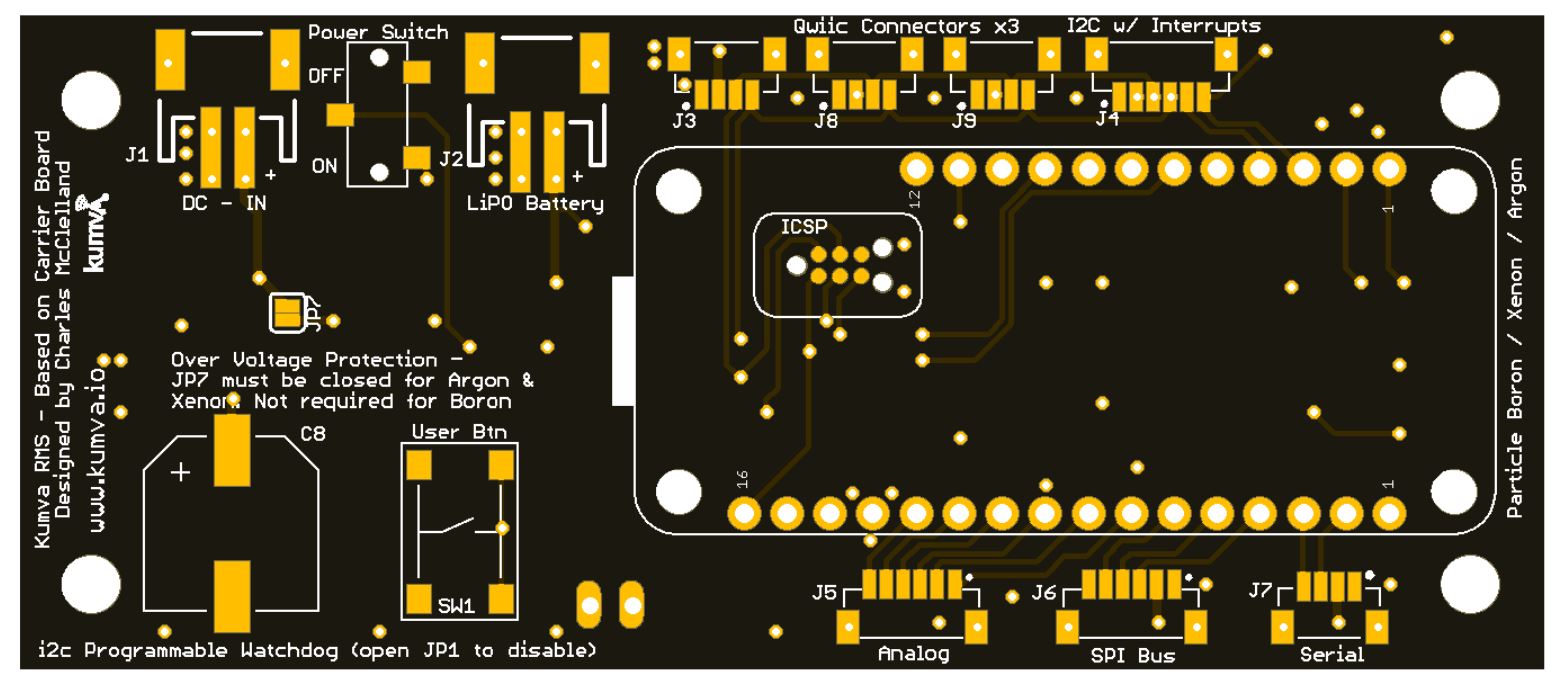 Power Switch
OFF
ON
Qwiic Connectors x3
I2C w/ Interrupts
J1
+
DC - IN
J2
+
LiPO Battery
J3
J8
J9
J4
12
1
ICSP
JP7
Over Voltage Protection -
JP7 must be closed for Argon &
Xenon. Not required for Boron
Kumva RMS - Based on Carrier Board
Designed by Charles McClelland
kumvA
www.kumva.io
Particle Boron / Xenon / Argon
C8
+
User Btn
SW1
16
1
J5
Analog
J6
SPI Bus
J7
Serial
i2c Programmable Watchdog (open JP1 to disable)